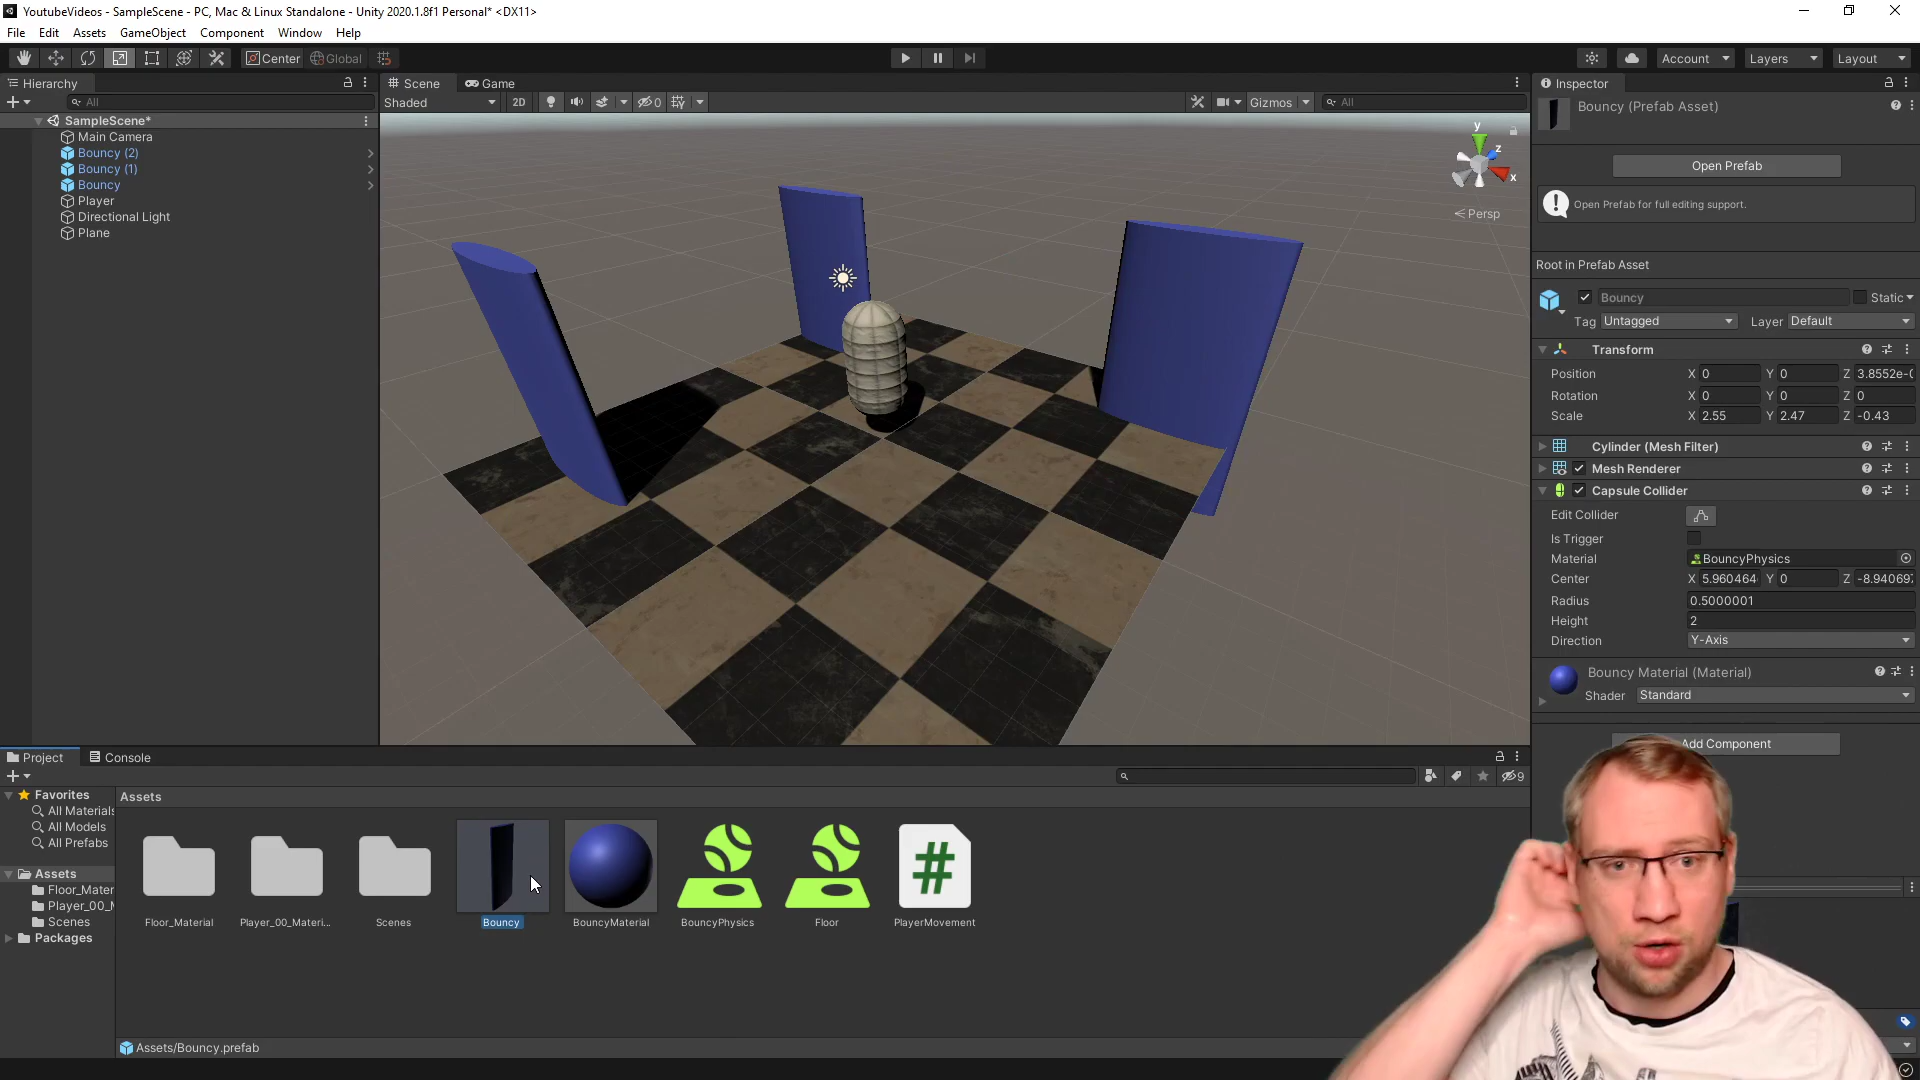 YoutubeVideos - SampleScene - PC, Mac & Linux Standalone - Unity 2020.1.8f1 Personal* <DX11>
File Edit Assets GameObject Component Window Help
Center Global
Account Layers Layout
Hierarchy
All
SampleScene*
Main Camera
Bouncy (2)
Bouncy (1)
Bouncy
Player
Directional Light
Plane
Scene Game
Shaded 2D 0 Gizmos All
y
z
x
Persp
Inspector
Bouncy (Prefab Asset)
Open Prefab
Open Prefab for full editing support.
Root in Prefab Asset
Bouncy Static
Tag Untagged Layer Default
Transform
Position X 0 Y 0 Z 3.8552e-0
Rotation X 0 Y 0 Z 0
Scale X 2.55 Y 2.47 Z -0.43
Cylinder (Mesh Filter)
Mesh Renderer
Capsule Collider
Edit Collider
Is Trigger
Material BouncyPhysics
Center X 5.960464 Y 0 Z -8.94069
Radius 0.5000001
Height 2
Direction Y-Axis
Bouncy Material (Material)
Shader Standard
Add Component
Project Console
9
Favorites
All Materials
All Models
All Prefabs
Assets
Floor_Mater
Player_00_M
Scenes
Packages
Assets
Floor_Material Player_00_Materi... Scenes Bouncy BouncyMaterial BouncyPhysics Floor PlayerMovement
Assets/Bouncy.prefab